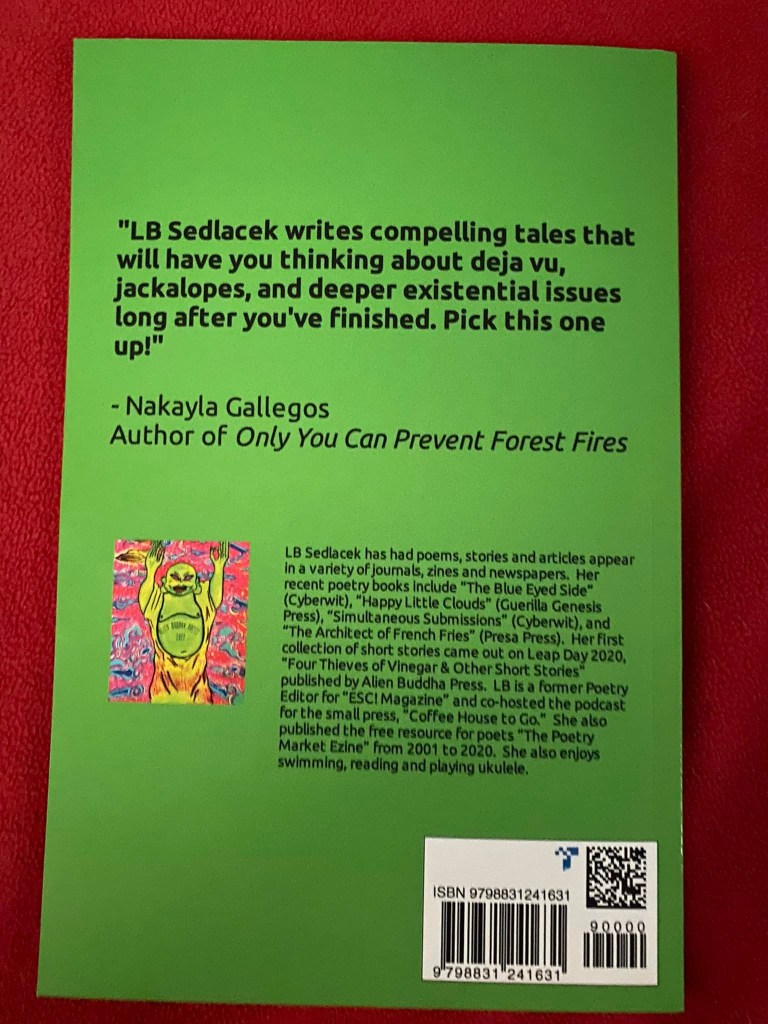 "LB Sedlacek writes compelling tales that
will have you thinking about deja vu,
jackalopes, and deeper existential issues
long after you've finished. Pick this one
up!"
- Nakayla Gallegos
Author of Only You Can Prevent Forest Fires
LB Sedlacek has had poems, stories and articles appear
in a variety of journals, zines and newspapers. Her
recent poetry books include "The Blue Eyed Side"
(Cyberwit), "Happy Little Clouds" (Guerilla Genesis
Press), "Simultaneous Submissions" (Cyberwit), and
"The Architect of French Fries" (Presa Press). Her first
collection of short stories came out on Leap Day 2020,
"Four Thieves of Vinegar & Other Short Stories"
published by Alien Buddha Press. LB is a former Poetry
Editor for "ESC! Magazine" and co-hosted the podcast
for the small press, "Coffee House to Go." She also
published the free resource for poets "The Poetry
Market Ezine" from 2001 to 2020. She also enjoys
swimming, reading and playing ukulele.
ISBN 9798831241631
90000
9 798831 241631